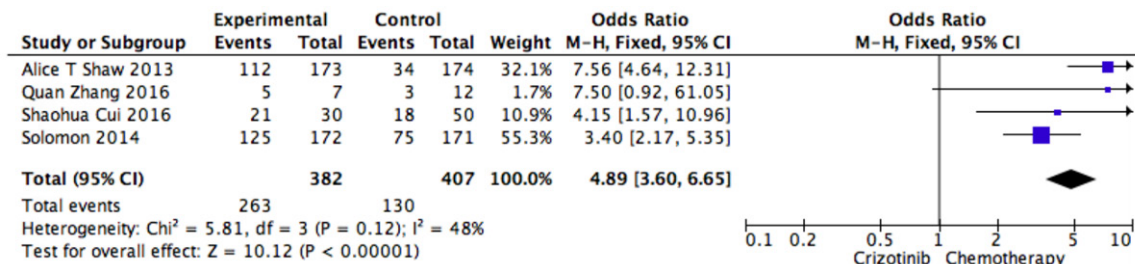 Experimental Control Odds Ratio Odds Ratio
Study or Subgroup Events Total Events Total Weight M-H, Fixed, 95% CI M-H, Fixed, 95% CI
Alice T Shaw 2013 112 173 34 174 32.1% 7.56 [4.64, 12.31]
Quan Zhang 2016 5 7 3 12 1.7% 7.50 [0.92, 61.05]
Shaohua Cui 2016 21 30 18 50 10.9% 4.15 [1.57, 10.96]
Solomon 2014 125 172 75 171 55.3% 3.40 [2.17, 5.35]
Total (95% CI) 382 407 100.0% 4.89 [3.60, 6.65]
Total events 263 130
Heterogeneity: Chi² = 5.81, df = 3 (P = 0.12); I² = 48%
Test for overall effect: Z = 10.12 (P < 0.00001)
0.1 0.2 0.5 1 2 5 10
Crizotinib Chemotherapy